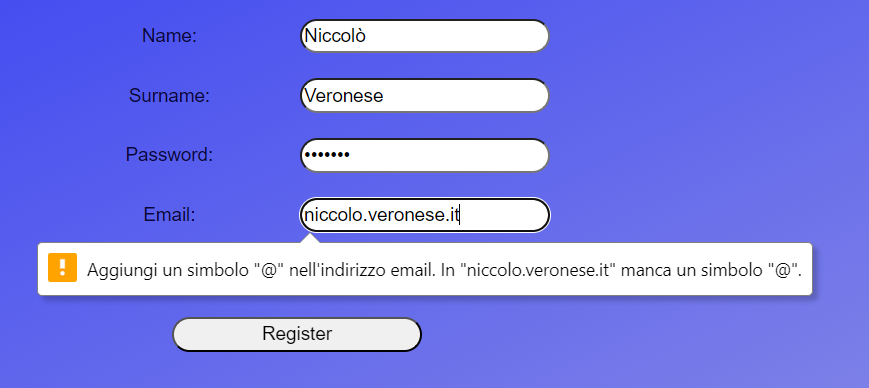 Name: Niccolò
Surname: Veronese
Password: •••••••
Email: niccolo.veronese.it
Aggiungi un simbolo "@" nell'indirizzo email. In "niccolo.veronese.it" manca un simbolo "@".
Register